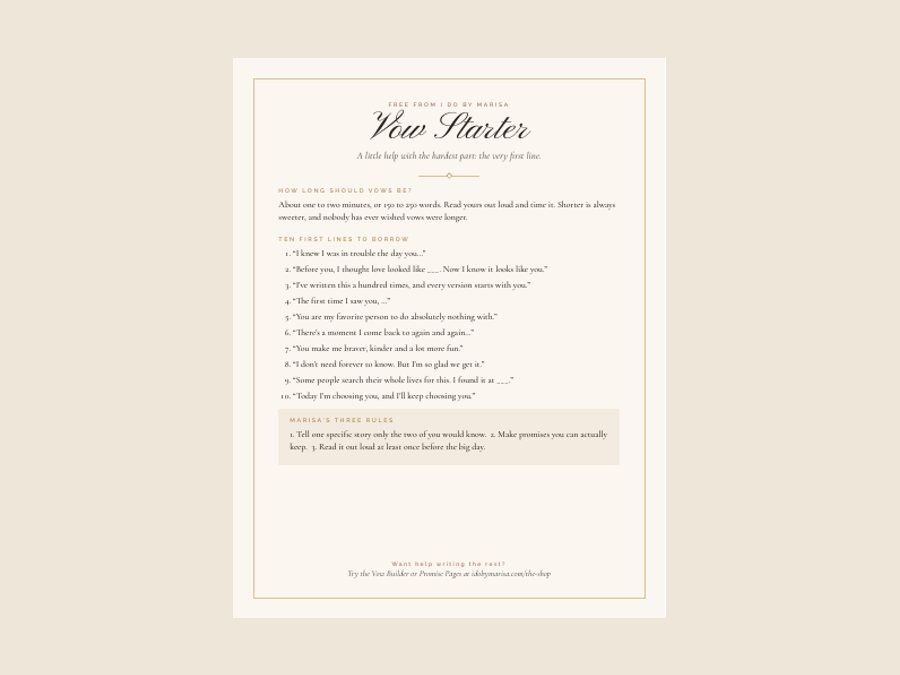 FREE FROM I DO BY MARISA
Vow Starter
A little help with the hardest part: the very first line.
HOW LONG SHOULD VOWS BE?
About one to two minutes, or 150 to 250 words. Read yours out loud and time it. Shorter is always
sweeter, and nobody has ever wished vows were longer.
TEN FIRST LINES TO BORROW
1. “I knew I was in trouble the day you...”
2. “Before you, I thought love looked like ___. Now I know it looks like you.”
3. “I've written this a hundred times, and every version starts with you.”
4. “The first time I saw you, ...”
5. “You are my favorite person to do absolutely nothing with.”
6. “There's a moment I come back to again and again...”
7. “You make me braver, kinder and a lot more fun.”
8. “I don't need forever to know. But I'm so glad we get it.”
9. “Some people search their whole lives for this. I found it at ___.”
10. “Today I'm choosing you, and I'll keep choosing you.”
MARISA'S THREE RULES
1. Tell one specific story only the two of you would know. 2. Make promises you can actually
keep. 3. Read it out loud at least once before the big day.
Want help writing the rest?
Try the Vow Builder or Promise Pages at idobymarisa.com/the-shop